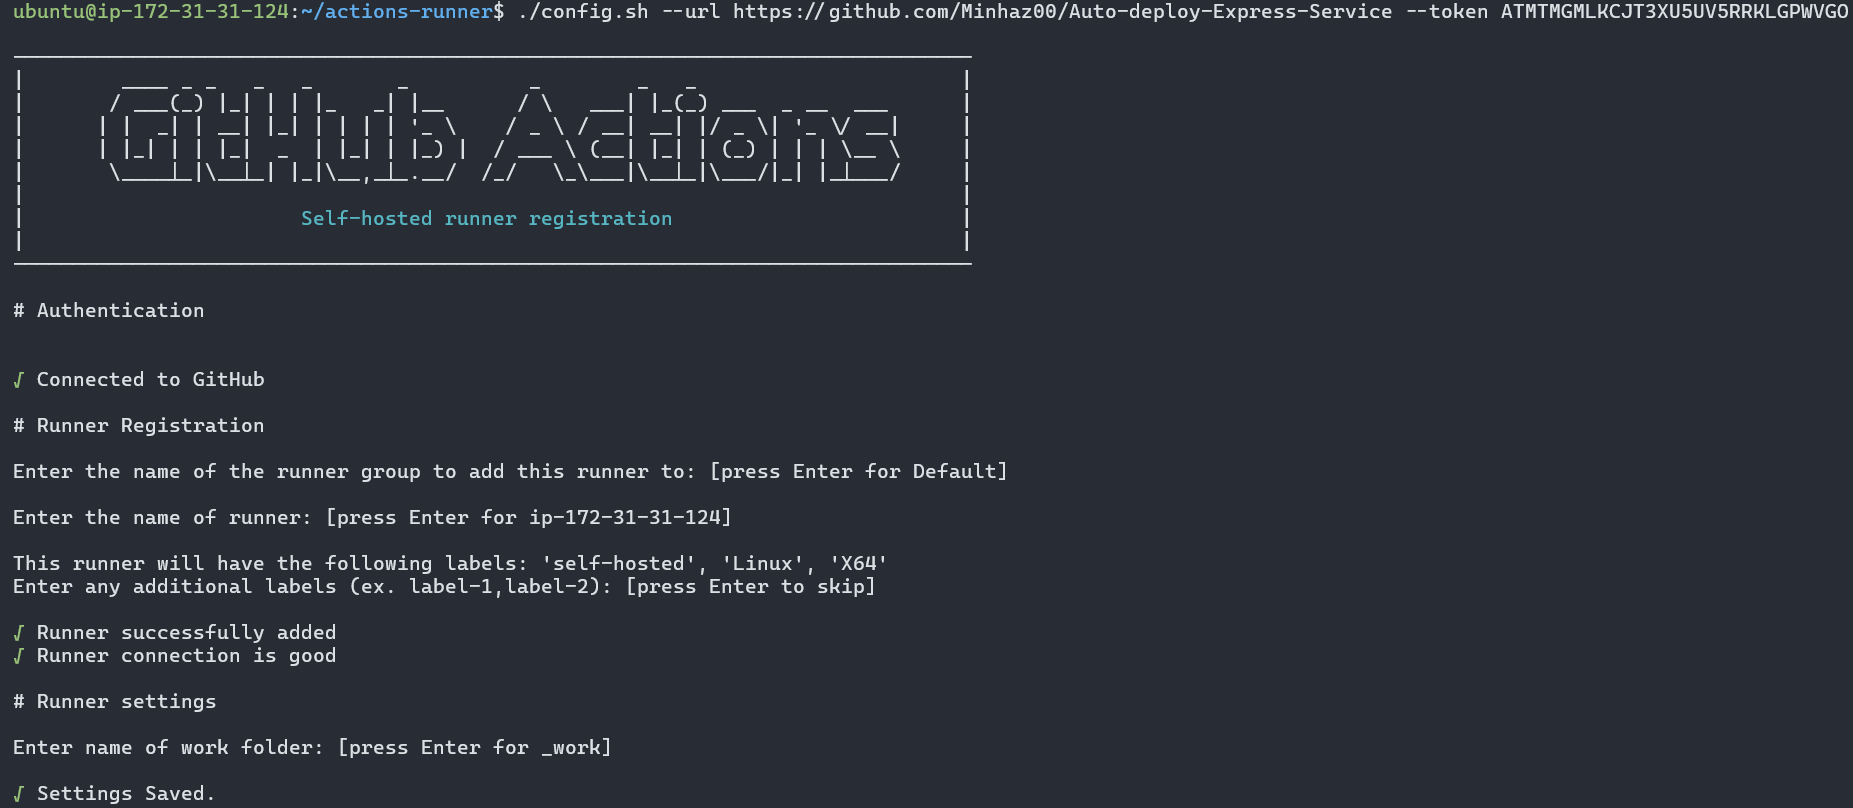 ubuntu@ip-172-31-31-124:~/actions-runner$ ./config.sh --url https://github.com/Minhaz00/Auto-deploy-Express-Service --token ATMTMGMLKCJT3XU5UV5RRKLGPWVGO
GitHub Actions
Self-hosted runner registration
# Authentication
√ Connected to GitHub
# Runner Registration
Enter the name of the runner group to add this runner to: [press Enter for Default]
Enter the name of runner: [press Enter for ip-172-31-31-124]
This runner will have the following labels: 'self-hosted', 'Linux', 'X64'
Enter any additional labels (ex. label-1,label-2): [press Enter to skip]
√ Runner successfully added
√ Runner connection is good
# Runner settings
Enter name of work folder: [press Enter for _work]
√ Settings Saved.